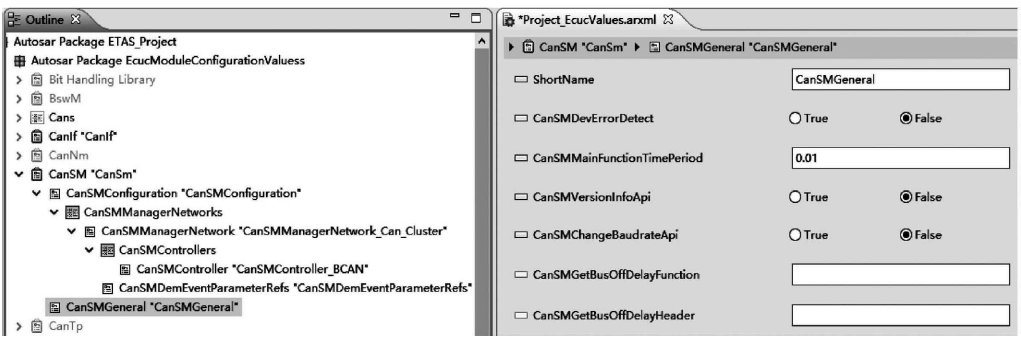 Outline
Autosar Package ETAS_Project
Autosar Package EcucModuleConfigurationValuess
Bit Handling Library
BswM
Cans
CanIf "CanIf"
CanNm
CanSM "CanSm"
CanSMConfiguration "CanSMConfiguration"
CanSMManagerNetworks
CanSMManagerNetwork "CanSMManagerNetwork_Can_Cluster"
CanSMControllers
CanSMController "CanSMController_BCAN"
CanSMDemEventParameterRefs "CanSMDemEventParameterRefs"
CanSMGeneral "CanSMGeneral"
CanTp
*Project_EcucValues.arxml
CanSM "CanSm" CanSMGeneral "CanSMGeneral"
ShortName CanSMGeneral
CanSMDevErrorDetect True False
CanSMMainFunctionTimePeriod 0.01
CanSMVersionInfoApi True False
CanSMChangeBaudrateApi True False
CanSMGetBusOffDelayFunction
CanSMGetBusOffDelayHeader